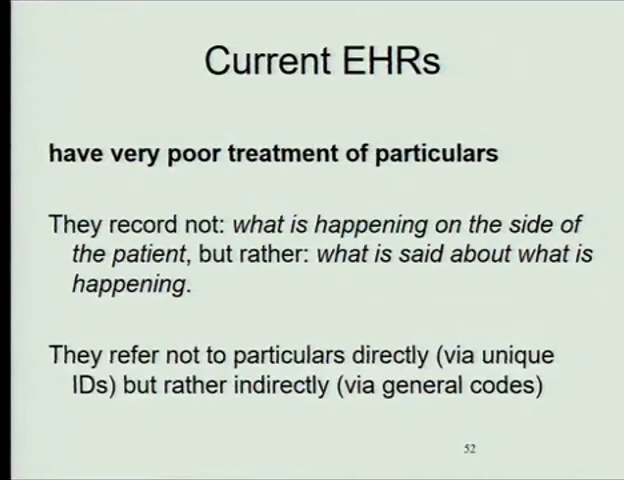 Current EHRs
have very poor treatment of particulars
They record not: what is happening on the side of
the patient, but rather: what is said about what is
happening.
They refer not to particulars directly (via unique
IDs) but rather indirectly (via general codes)
52